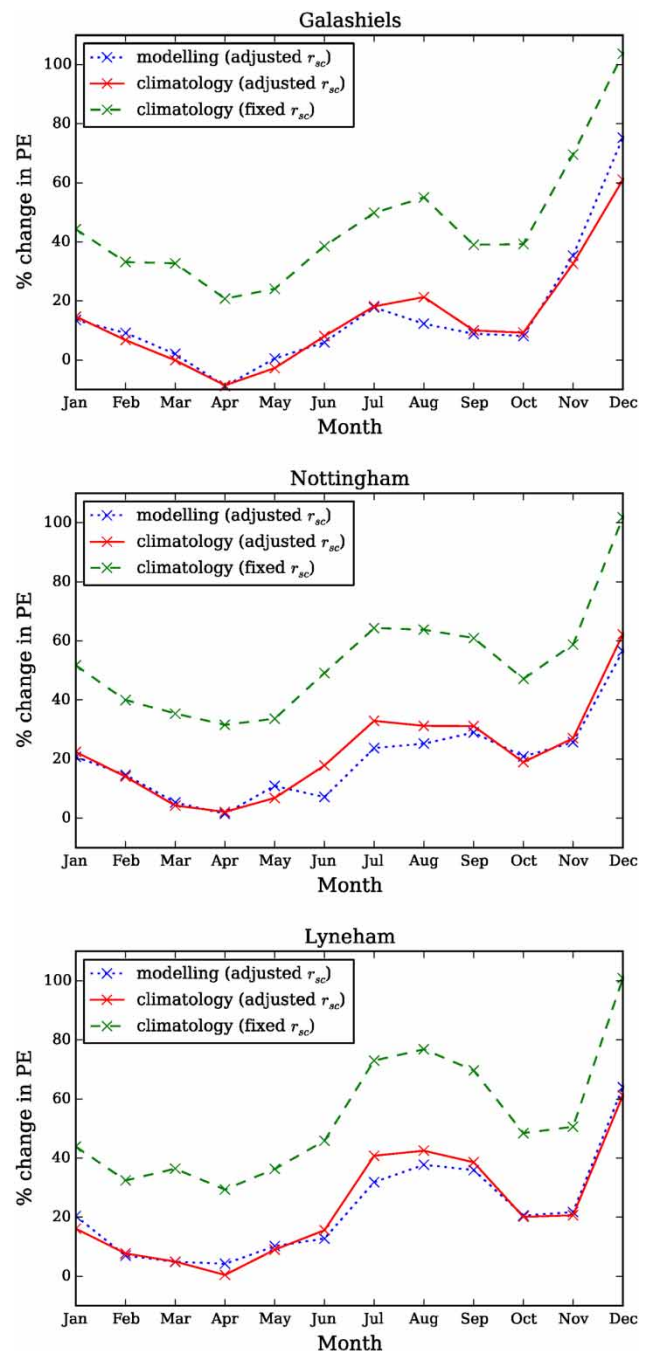 Galashiels
modelling (adjusted r_sc)
climatology (adjusted r_sc)
climatology (fixed r_sc)
% change in PE
100
80
60
40
20
0
Jan Feb Mar Apr May Jun Jul Aug Sep Oct Nov Dec
Month
Nottingham
modelling (adjusted r_sc)
climatology (adjusted r_sc)
climatology (fixed r_sc)
% change in PE
100
80
60
40
20
0
Jan Feb Mar Apr May Jun Jul Aug Sep Oct Nov Dec
Month
Lyneham
modelling (adjusted r_sc)
climatology (adjusted r_sc)
climatology (fixed r_sc)
% change in PE
100
80
60
40
20
0
Jan Feb Mar Apr May Jun Jul Aug Sep Oct Nov Dec
Month